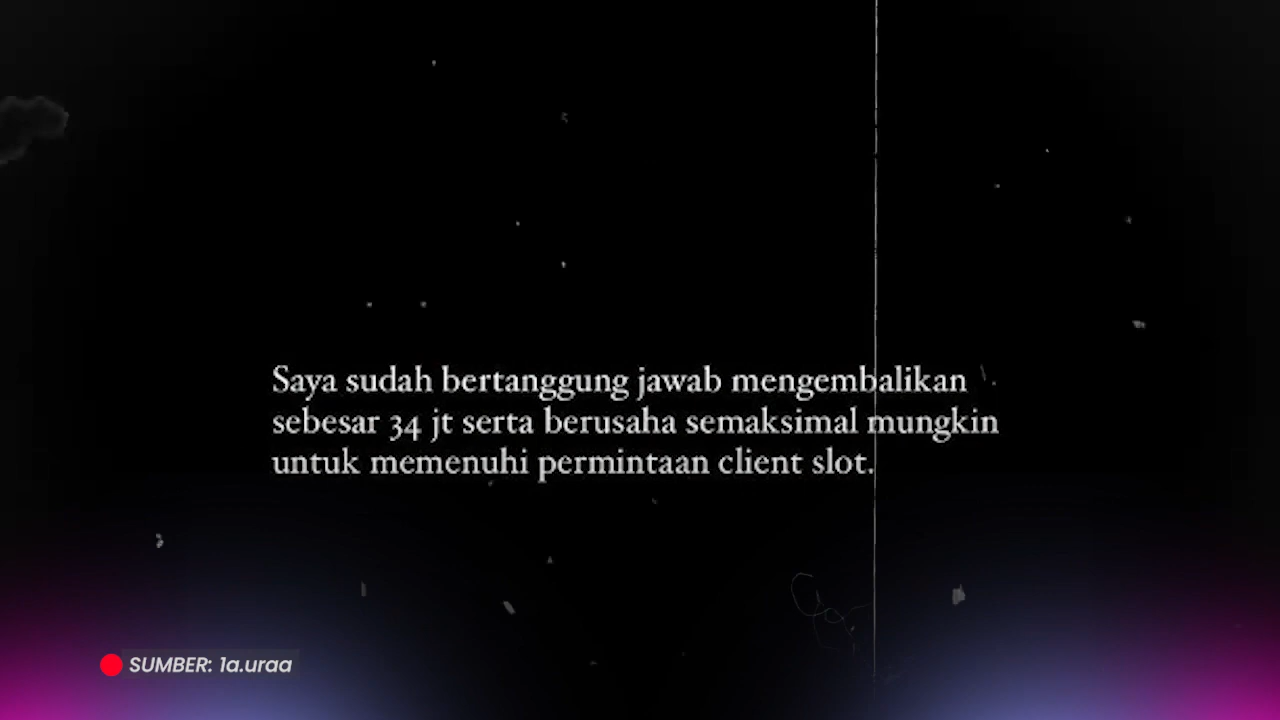 Saya sudah bertanggung jawab mengembalikan
sebesar 34 jt serta berusaha semaksimal mungkin
untuk memenuhi permintaan client slot.
SUMBER: 1a.uraa